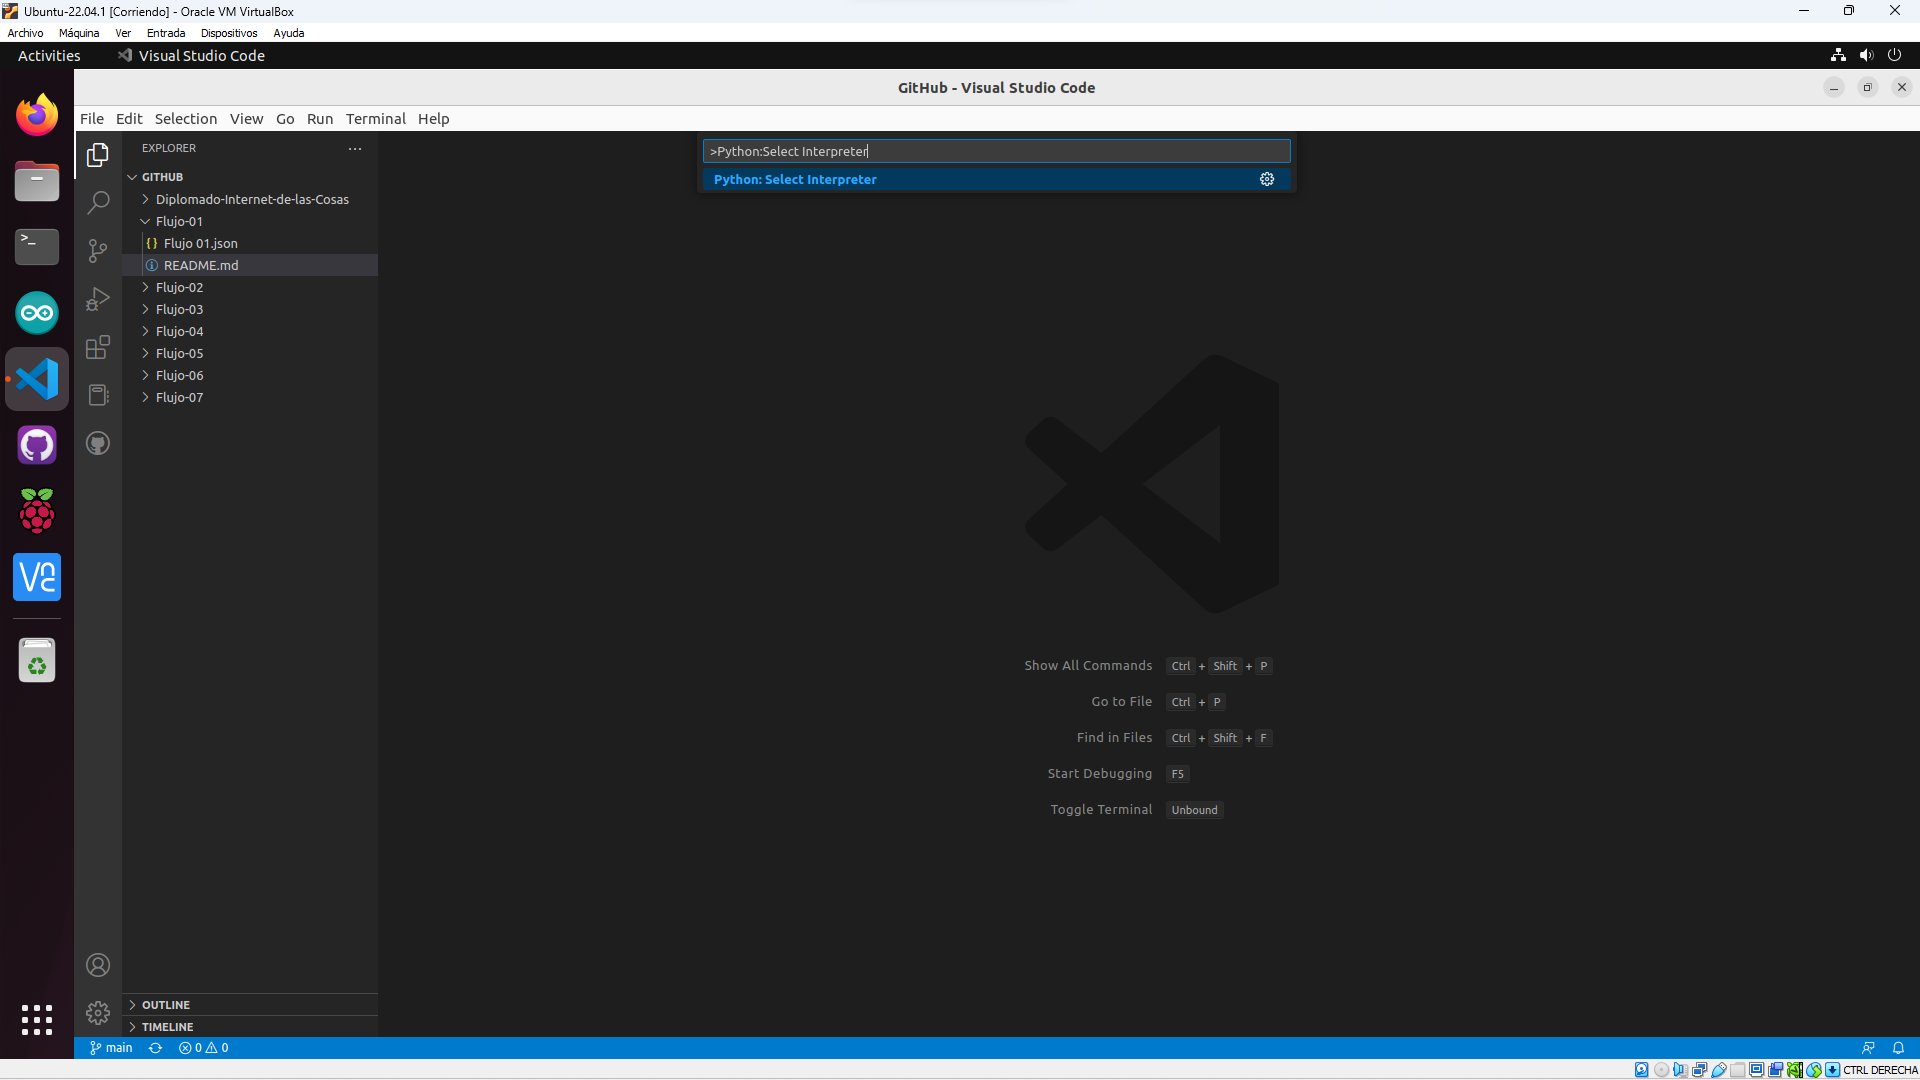 Ubuntu-22.04.1 [Corriendo] - Oracle VM VirtualBox
Archivo Máquina Ver Entrada Dispositivos Ayuda
Activities Visual Studio Code
GitHub - Visual Studio Code
File Edit Selection View Go Run Terminal Help
EXPLORER
>Python:Select Interpreter
Python: Select Interpreter
GITHUB
Diplomado-Internet-de-las-Cosas
Flujo-01
{} Flujo 01.json
README.md
Flujo-02
Flujo-03
Flujo-04
Flujo-05
Flujo-06
Flujo-07
Show All Commands Ctrl + Shift + P
Go to File Ctrl + P
Find in Files Ctrl + Shift + F
Start Debugging F5
Toggle Terminal Unbound
OUTLINE
TIMELINE
main 0 0
CTRL DERECHA